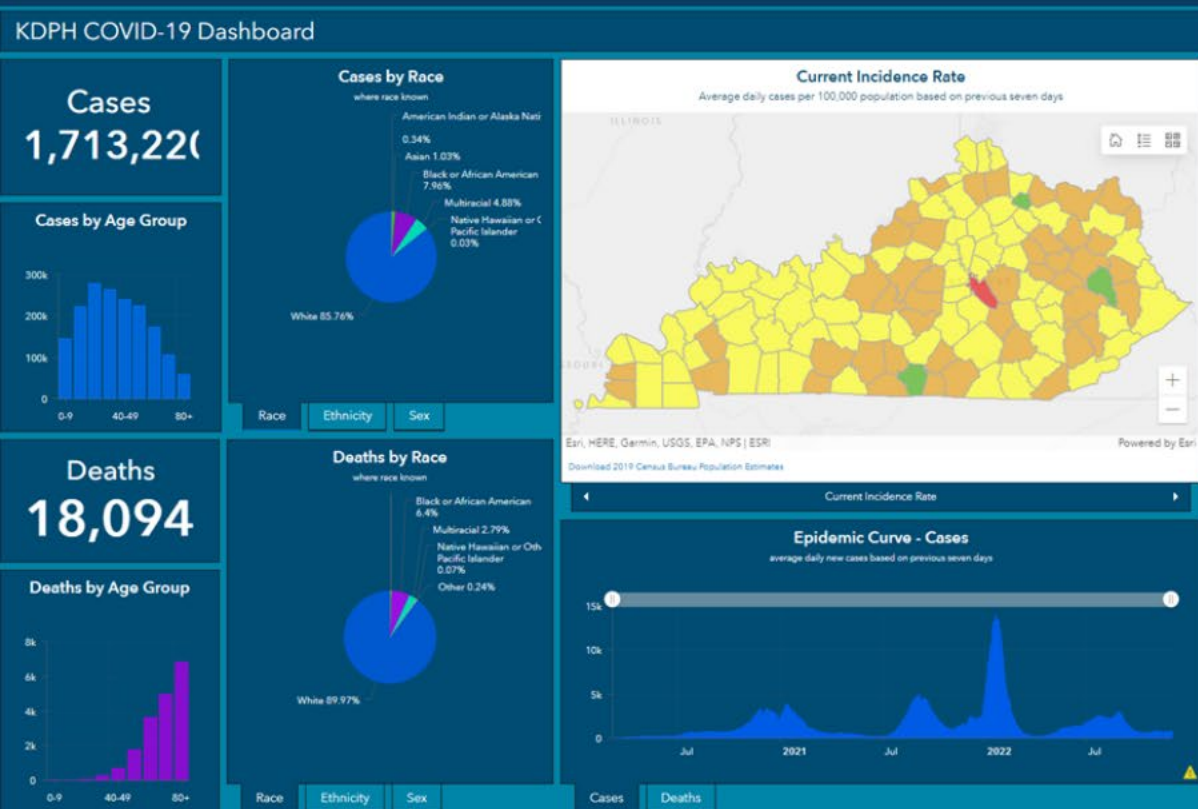 KDPH COVID-19 Dashboard
Cases
1,713,22
Cases by Age Group
300k
200k
100k
0
0-9 40-49 80+
Deaths
18,094
Deaths by Age Group
8k
6k
4k
2k
0
0-9 40-49 80+
Cases by Race
where race known
American Indian or Alaska Nati
0.34%
Asian 1.03%
Black or African American
7.96%
Multiracial 4.88%
Native Hawaiian or
Pacific Islander
0.03%
White 85.76%
Race Ethnicity Sex
Deaths by Race
where race known
Black or African American
6.4%
Multiracial 2.79%
Native Hawaiian or Oth
Pacific Islander
0.07%
Other 0.24%
White 89.97%
Race Ethnicity Sex
Current Incidence Rate
Average daily cases per 100,000 population based on previous seven days
ILLINOIS
Esri, HERE, Garmin, USGS, EPA, NPS | ESRI Powered by Esri
Download 2019 Census Bureau Population Estimates
Current Incidence Rate
Epidemic Curve - Cases
average daily new cases based on previous seven days
15k
10k
5k
0
Jul 2021 Jul 2022 Jul
Cases Deaths